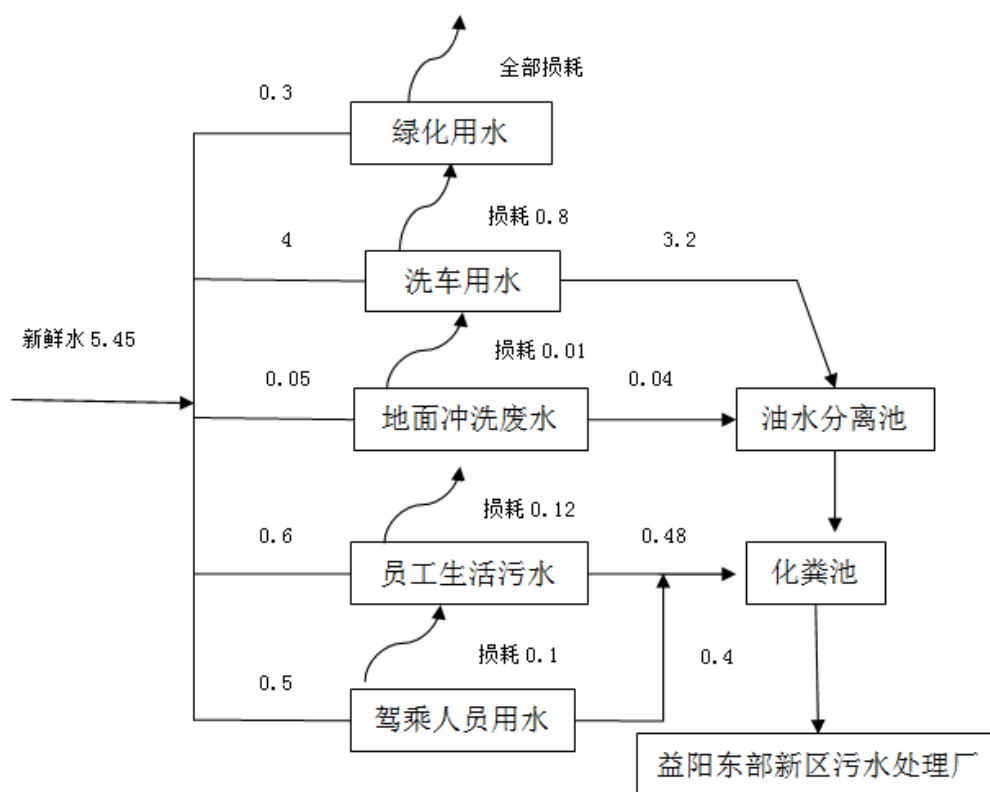 全部损耗
0.3
绿化用水
损耗 0.8
4
3.2
洗车用水
新鲜水 5.45
损耗 0.01
0.05
0.04
地面冲洗废水
油水分离池
损耗 0.12
0.6
0.48
员工生活污水
化粪池
损耗 0.1
0.4
0.5
驾乘人员用水
益阳东部新区污水处理厂